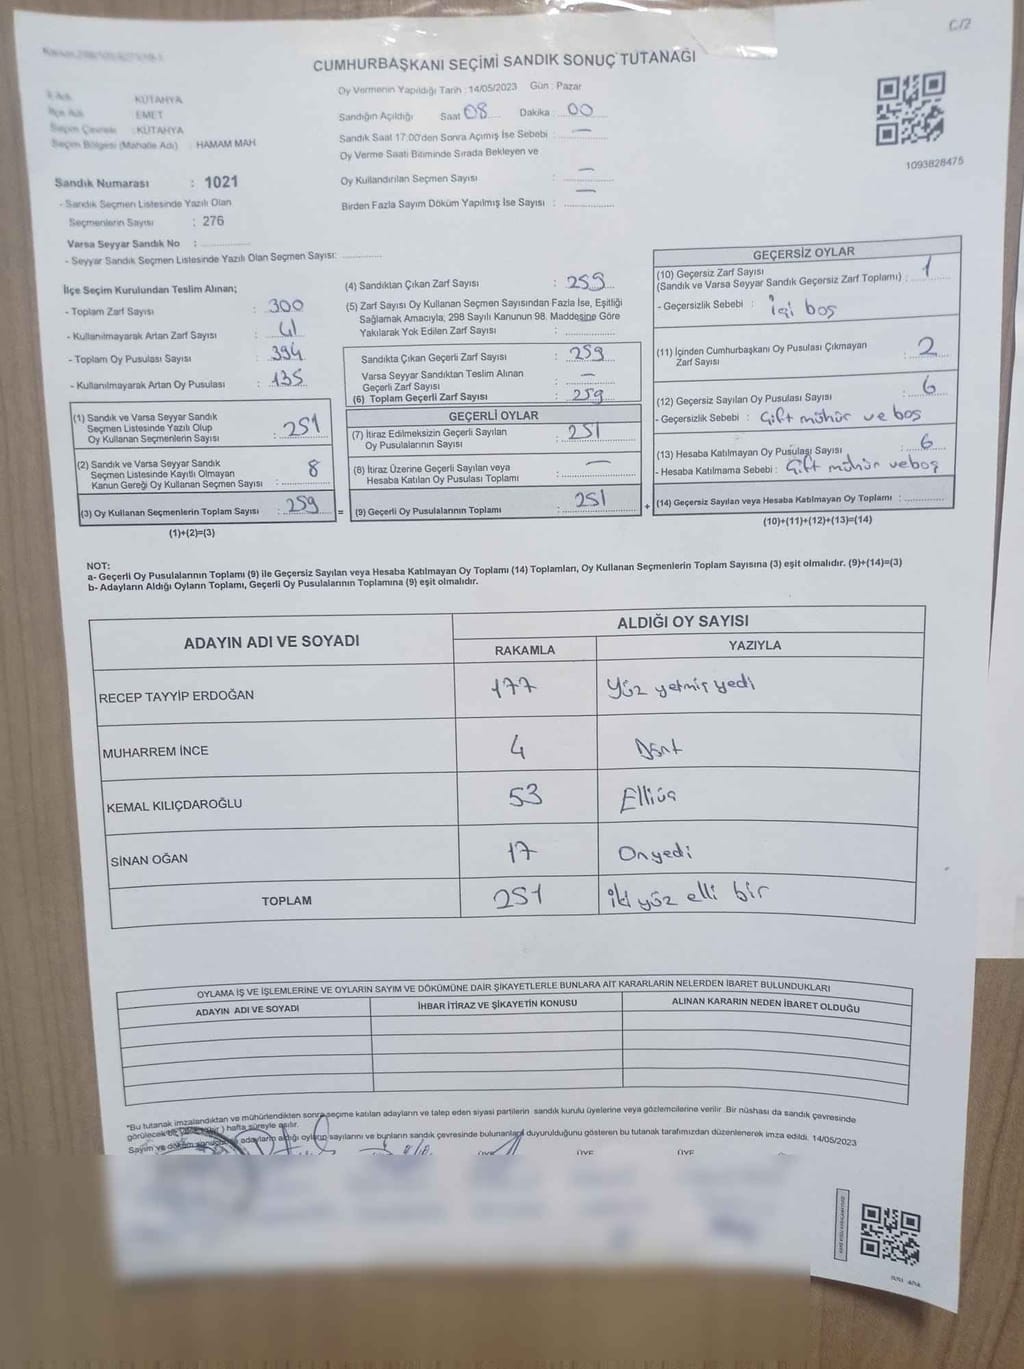 C/2
CUMHURBAŞKANI SEÇİMİ SANDIK SONUÇ TUTANAĞI
İl Adı KÜTAHYA
İlçe Adı EMET
Seçim Çevresi : KÜTAHYA
Seçim Bölgesi (Mahalle Adı) : HAMAM MAH
Sandık Numarası : 1021
- Sandık Seçmen Listesinde Yazılı Olan
Seçmenlerin Sayısı : 276
Varsa Seyyar Sandık No :
- Seyyar Sandık Seçmen Listesinde Yazılı Olan Seçmen Sayısı:
Oy Vermenin Yapıldığı Tarih : 14/05/2023 Gün : Pazar
Sandığın Açıldığı Saat 08 Dakika : 00
Sandık Saat 17:00'den Sonra Açımış İse Sebebi : —
Oy Verme Saati Bitiminde Sırada Bekleyen ve
Oy Kullandırılan Seçmen Sayısı : —
Birden Fazla Sayım Döküm Yapılmış İse Sayısı : —
1093828475
İlçe Seçim Kurulundan Teslim Alınan;
- Toplam Zarf Sayısı : 300
- Kullanılmayarak Artan Zarf Sayısı : 41
- Toplam Oy Pusulası Sayısı : 394
- Kullanılmayarak Artan Oy Pusulası : 135
(1) Sandık ve Varsa Seyyar Sandık
Seçmen Listesinde Yazılı Olup
Oy Kullanan Seçmenlerin Sayısı : 251
(2) Sandık ve Varsa Seyyar Sandık
Seçmen Listesinde Kayıtlı Olmayan
Kanun Gereği Oy Kullanan Seçmen Sayısı : 8
(3) Oy Kullanan Seçmenlerin Toplam Sayısı : 259
(1)+(2)=(3)
(4) Sandıktan Çıkan Zarf Sayısı : 259
(5) Zarf Sayısı Oy Kullanan Seçmen Sayısından Fazla İse, Eşitliği
Sağlamak Amacıyla, 298 Sayılı Kanunun 98. Maddesine Göre
Yakılarak Yok Edilen Zarf Sayısı :
Sandıkta Çıkan Geçerli Zarf Sayısı : 259
Varsa Seyyar Sandıktan Teslim Alınan
Geçerli Zarf Sayısı : —
(6) Toplam Geçerli Zarf Sayısı : 259
GEÇERLİ OYLAR
(7) İtiraz Edilmeksizin Geçerli Sayılan
Oy Pusulalarının Sayısı : 251
(8) İtiraz Üzerine Geçerli Sayılan veya
Hesaba Katılan Oy Pusulası Toplamı : —
= (9) Geçerli Oy Pusulalarının Toplamı : 251
GEÇERSİZ OYLAR
(10) Geçersiz Zarf Sayısı
(Sandık ve Varsa Seyyar Sandık Geçersiz Zarf Toplamı) : 1
- Geçersizlik Sebebi : İçi boş
(11) İçinden Cumhurbaşkanı Oy Pusulası Çıkmayan
Zarf Sayısı : 2
(12) Geçersiz Sayılan Oy Pusulası Sayısı : 6
- Geçersizlik Sebebi : Çift mühür ve boş
(13) Hesaba Katılmayan Oy Pusulası Sayısı : 6
- Hesaba Katılmama Sebebi : Çift mühür ve boş
+ (14) Geçersiz Sayılan veya Hesaba Katılmayan Oy Toplamı :
(10)+(11)+(12)+(13)=(14)
NOT:
a- Geçerli Oy Pusulalarının Toplamı (9) ile Geçersiz Sayılan veya Hesaba Katılmayan Oy Toplamı (14) Toplamları, Oy Kullanan Seçmenlerin Toplam Sayısına (3) eşit olmalıdır. (9)+(14)=(3)
b- Adayların Aldığı Oyların Toplamı, Geçerli Oy Pusulalarının Toplamına (9) eşit olmalıdır.
ADAYIN ADI VE SOYADI ALDIĞI OY SAYISI
RAKAMLA YAZIYLA
RECEP TAYYİP ERDOĞAN 177 Yüz yetmiş yedi
MUHARREM İNCE 4 Dört
KEMAL KILIÇDAROĞLU 53 Elliüç
SİNAN OĞAN 17 Onyedi
TOPLAM 251 iki yüz elli bir
OYLAMA İŞ VE İŞLEMLERİNE VE OYLARIN SAYIM VE DÖKÜMÜNE DAİR ŞİKAYETLERLE BUNLARA AİT KARARLARIN NELERDEN İBARET BULUNDUKLARI
ADAYIN ADI VE SOYADI İHBAR İTİRAZ VE ŞİKAYETİN KONUSU ALINAN KARARIN NEDEN İBARET OLDUĞU
*Bu tutanak imzalandıktan ve mühürlendikten sonra seçime katılan adayların ve talep eden siyasi partilerin sandık kurulu üyelerine veya gözlemcilerine verilir. Bir nüshası da sandık çevresinde
görülecek bir ) hafta süreyle asılır.
Sayım ve döküm adayların aldığı oyların sayılarını ve bunların sandık çevresinde bulunanlara duyurulduğunu gösteren bu tutanak tarafımızdan düzenlenerek imza edildi. 14/05/2023
ÜYE ÜYE ÜYE